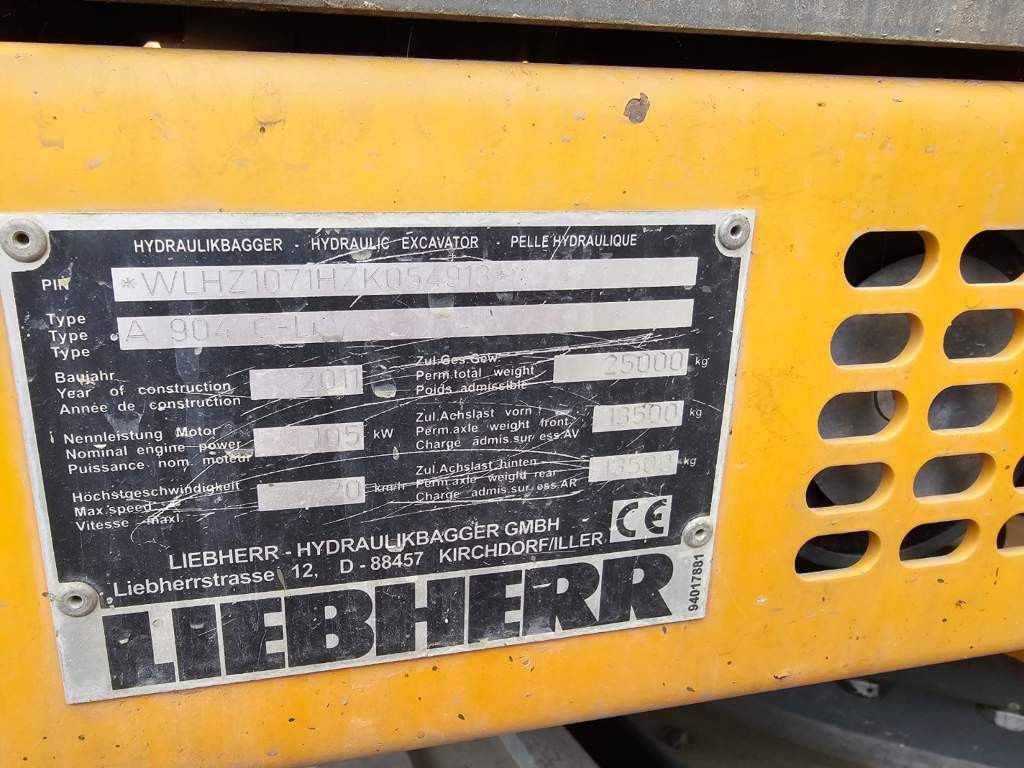 HYDRAULIKBAGGER - HYDRAULIC EXCAVATOR - PELLE HYDRAULIQUE
PIN *WLHZ1071HZK054913*
Type
Type A 904
Type
Baujahr
Year of construction 2011
Année de construction
Zul.Ges.Gew.
Perm.total weight 25000 kg
Poids admissible
Nennleistung Motor
Nominal engine power 105 kW
Puissance nom. moteur
Zul.Achslast vorn
Perm.axle weight front. 13500 kg
Charge admis.sur ess.AV
Höchstgeschwindigkeit
Max.speed 20 km/h
Vitesse maxi.
Zul.Achslast hinten
Perm.axle weight rear 13500 kg
Charge admis.sur ess.AR
CE
LIEBHERR - HYDRAULIKBAGGER GMBH
Liebherrstrasse 12, D - 88457 KIRCHDORF/ILLER
LIEBHERR
94017881